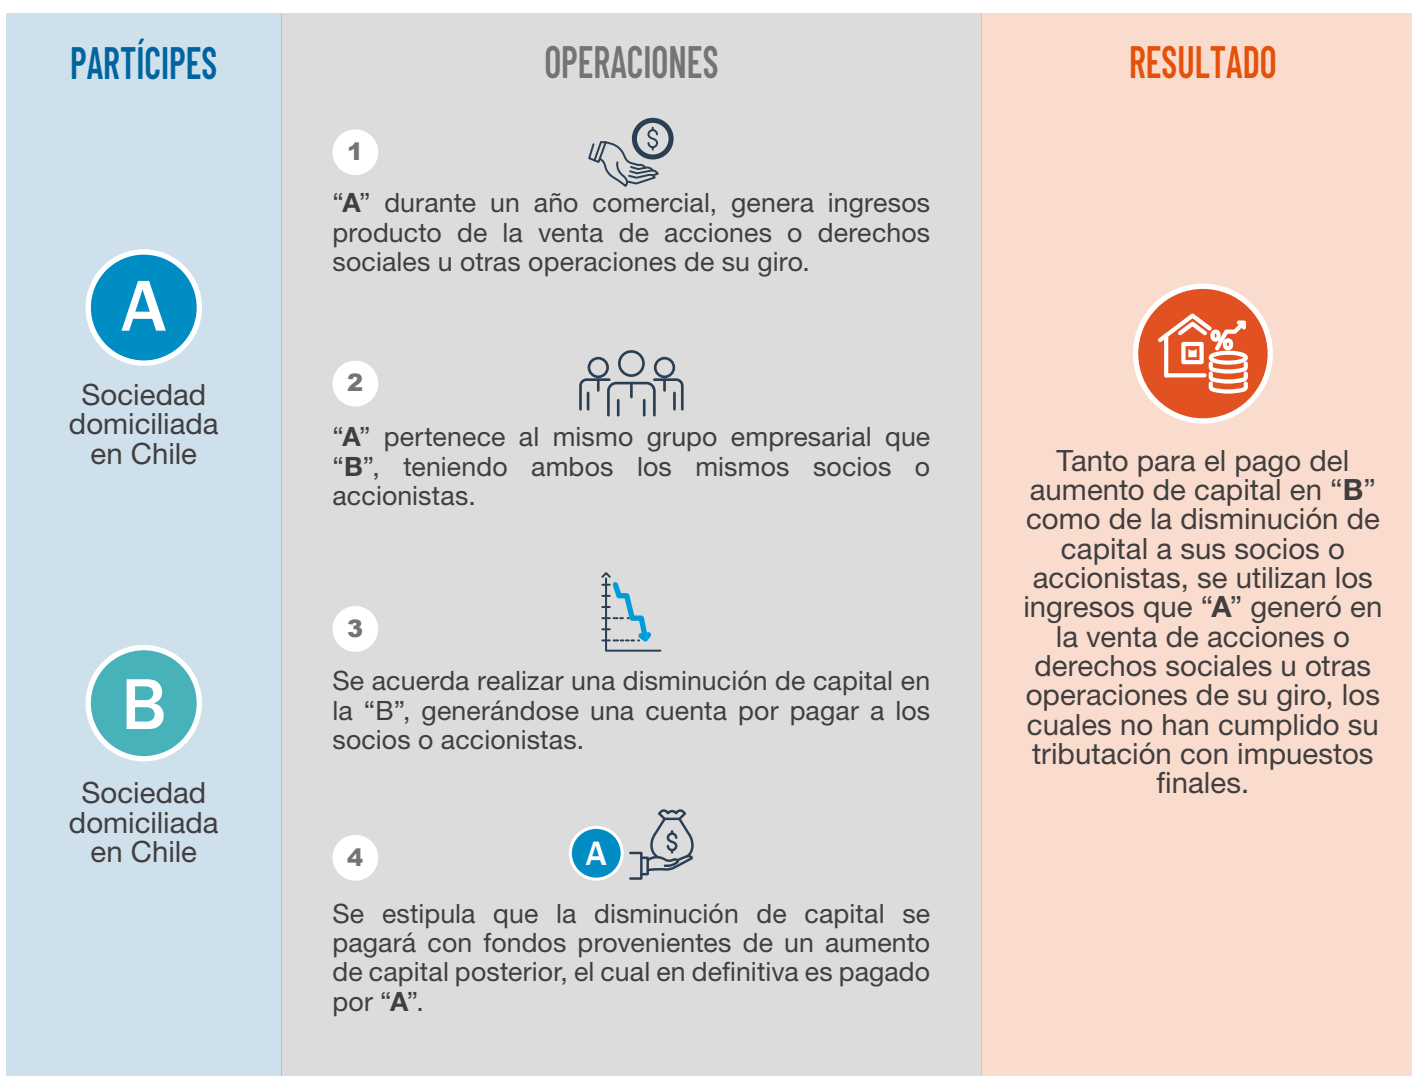 PARTÍCIPES
A
Sociedad
domiciliada
en Chile
B
Sociedad
domiciliada
en Chile
OPERACIONES
1
$
“A” durante un año comercial, genera ingresos
producto de la venta de acciones o derechos
sociales u otras operaciones de su giro.
2
“A” pertenece al mismo grupo empresarial que
“B”, teniendo ambos los mismos socios o
accionistas.
3
Se acuerda realizar una disminución de capital en
la “B”, generándose una cuenta por pagar a los
socios o accionistas.
4
A
$
Se estipula que la disminución de capital se
pagará con fondos provenientes de un aumento
de capital posterior, el cual en definitiva es pagado
por “A”.
RESULTADO
%
Tanto para el pago del
aumento de capital en “B”
como de la disminución de
capital a sus socios o
accionistas, se utilizan los
ingresos que “A” generó en
la venta de acciones o
derechos sociales u otras
operaciones de su giro, los
cuales no han cumplido su
tributación con impuestos
finales.